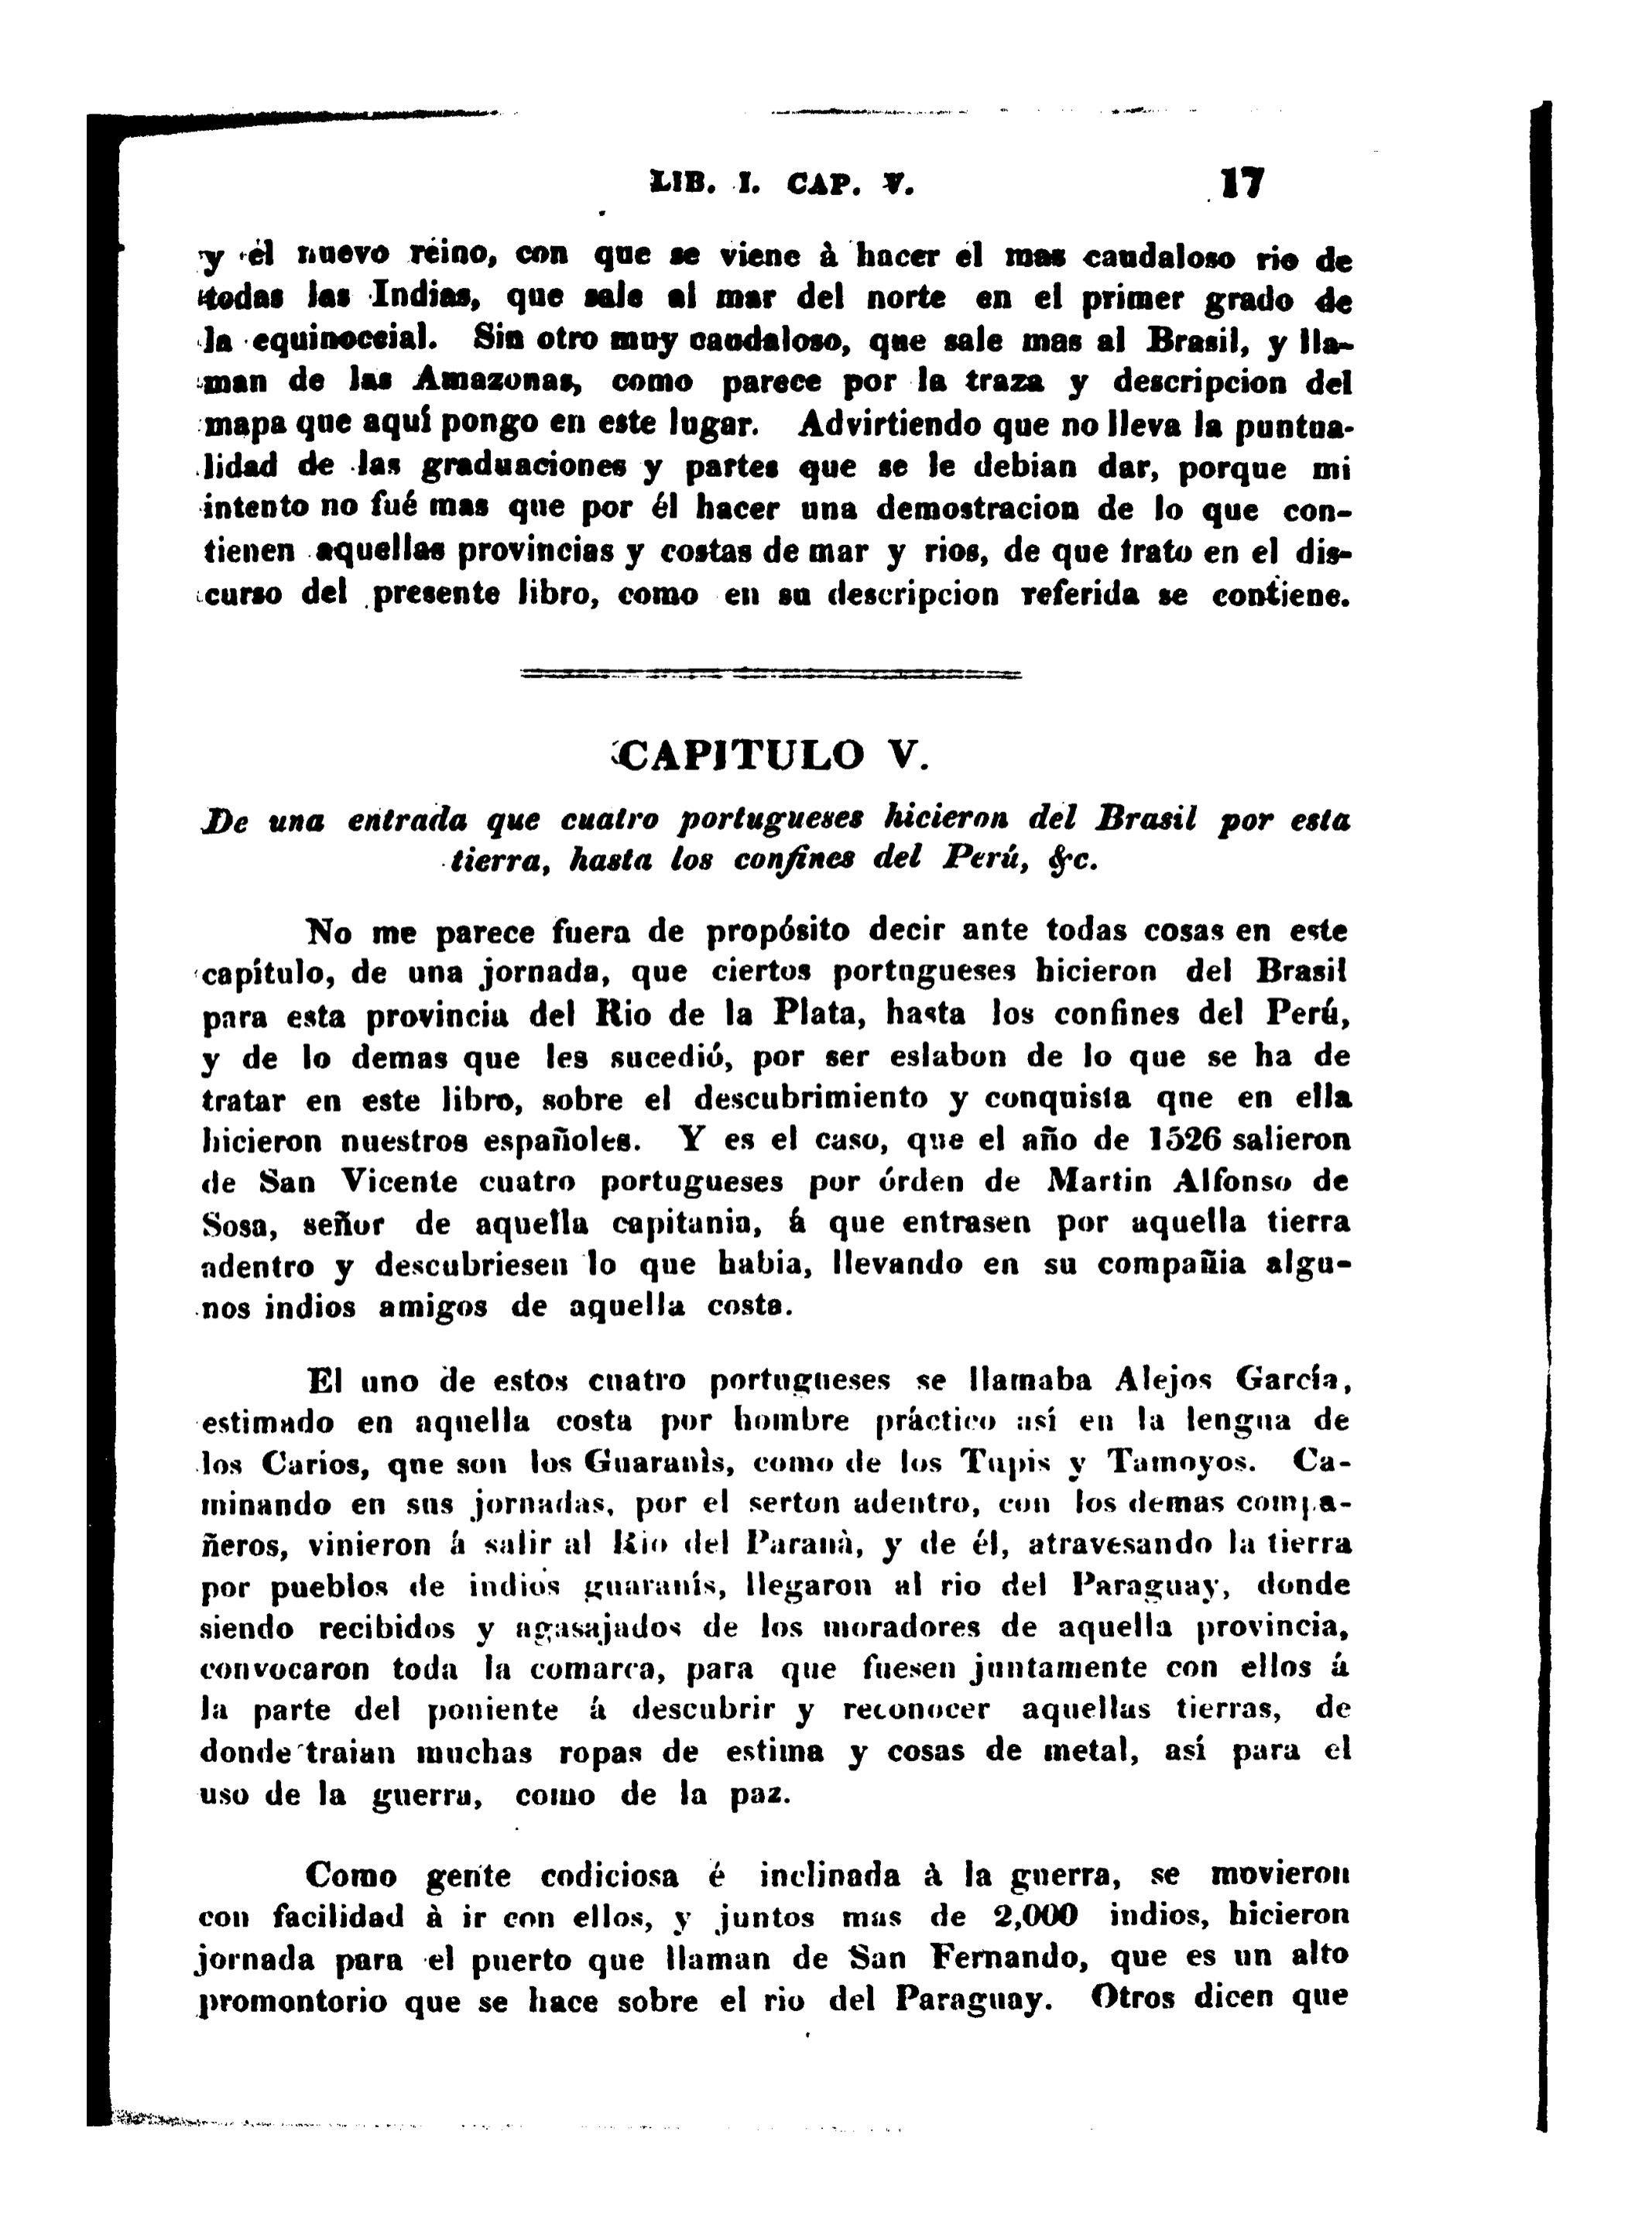 LIB. I. CAP. V. 17
y el nuevo reino, con que se viene à hacer el mas caudaloso rio de
todas las Indias, que sale al mar del norte en el primer grado de
la equinoccial. Sin otro muy caudaloso, que sale mas al Brasil, y lla-
man de las Amazonas, como parece por la traza y descripcion del
mapa que aquí pongo en este lugar. Advirtiendo que no lleva la puntua-
lidad de las graduaciones y partes que se le debian dar, porque mi
intento no fué mas que por él hacer una demostracion de lo que con-
tienen aquellas provincias y costas de mar y rios, de que trato en el dis-
curso del presente libro, como en su descripcion referida se contiene.
CAPITULO V.
De una entrada que cuatro portugueses hicieron del Brasil por esta
tierra, hasta los confines del Perú, &c.
No me parece fuera de propósito decir ante todas cosas en este
capítulo, de una jornada, que ciertos portugueses hicieron del Brasil
para esta provincia del Rio de la Plata, hasta los confines del Perú,
y de lo demas que les sucedió, por ser eslabon de lo que se ha de
tratar en este libro, sobre el descubrimiento y conquista que en ella
hicieron nuestros españoles. Y es el caso, que el año de 1526 salieron
de San Vicente cuatro portugueses por órden de Martin Alfonso de
Sosa, señor de aquella capitania, á que entrasen por aquella tierra
adentro y descubriesen lo que habia, llevando en su compañia algu-
nos indios amigos de aquella costa.
El uno de estos cuatro portugueses se llamaba Alejos García,
estimado en aquella costa por hombre práctico así en la lengua de
los Carios, que son los Guaranìs, como de los Tupis y Tamoyos. Ca-
minando en sus jornadas, por el serton adentro, con los demas compa-
ñeros, vinieron á salir al Rio del Paranà, y de él, atravesando la tierra
por pueblos de indios guaranís, llegaron al rio del Paraguay, donde
siendo recibidos y agasajados de los moradores de aquella provincia,
convocaron toda la comarca, para que fuesen juntamente con ellos á
la parte del poniente á descubrir y reconocer aquellas tierras, de
donde traian muchas ropas de estima y cosas de metal, así para el
uso de la guerra, como de la paz.
Como gente codiciosa é inclinada à la guerra, se movieron
con facilidad à ir con ellos, y juntos mas de 2,000 indios, hicieron
jornada para el puerto que llaman de San Fernando, que es un alto
promontorio que se hace sobre el rio del Paraguay. Otros dicen que